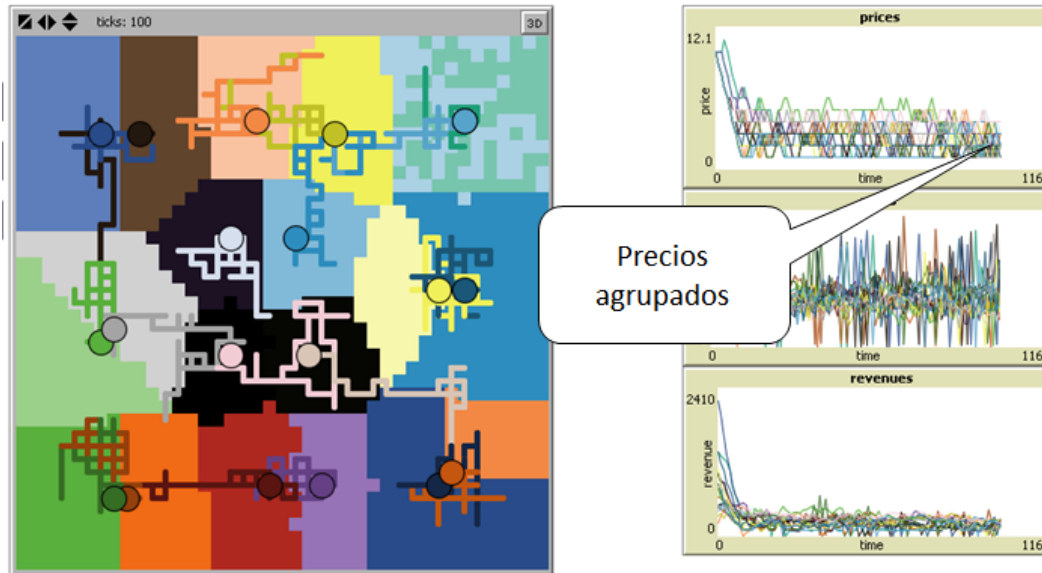 ticks: 100
3D
prices
12.1
price
0
0
time
116
Precios
agrupados
0
time
116
revenues
2410
revenue
0
0
time
116